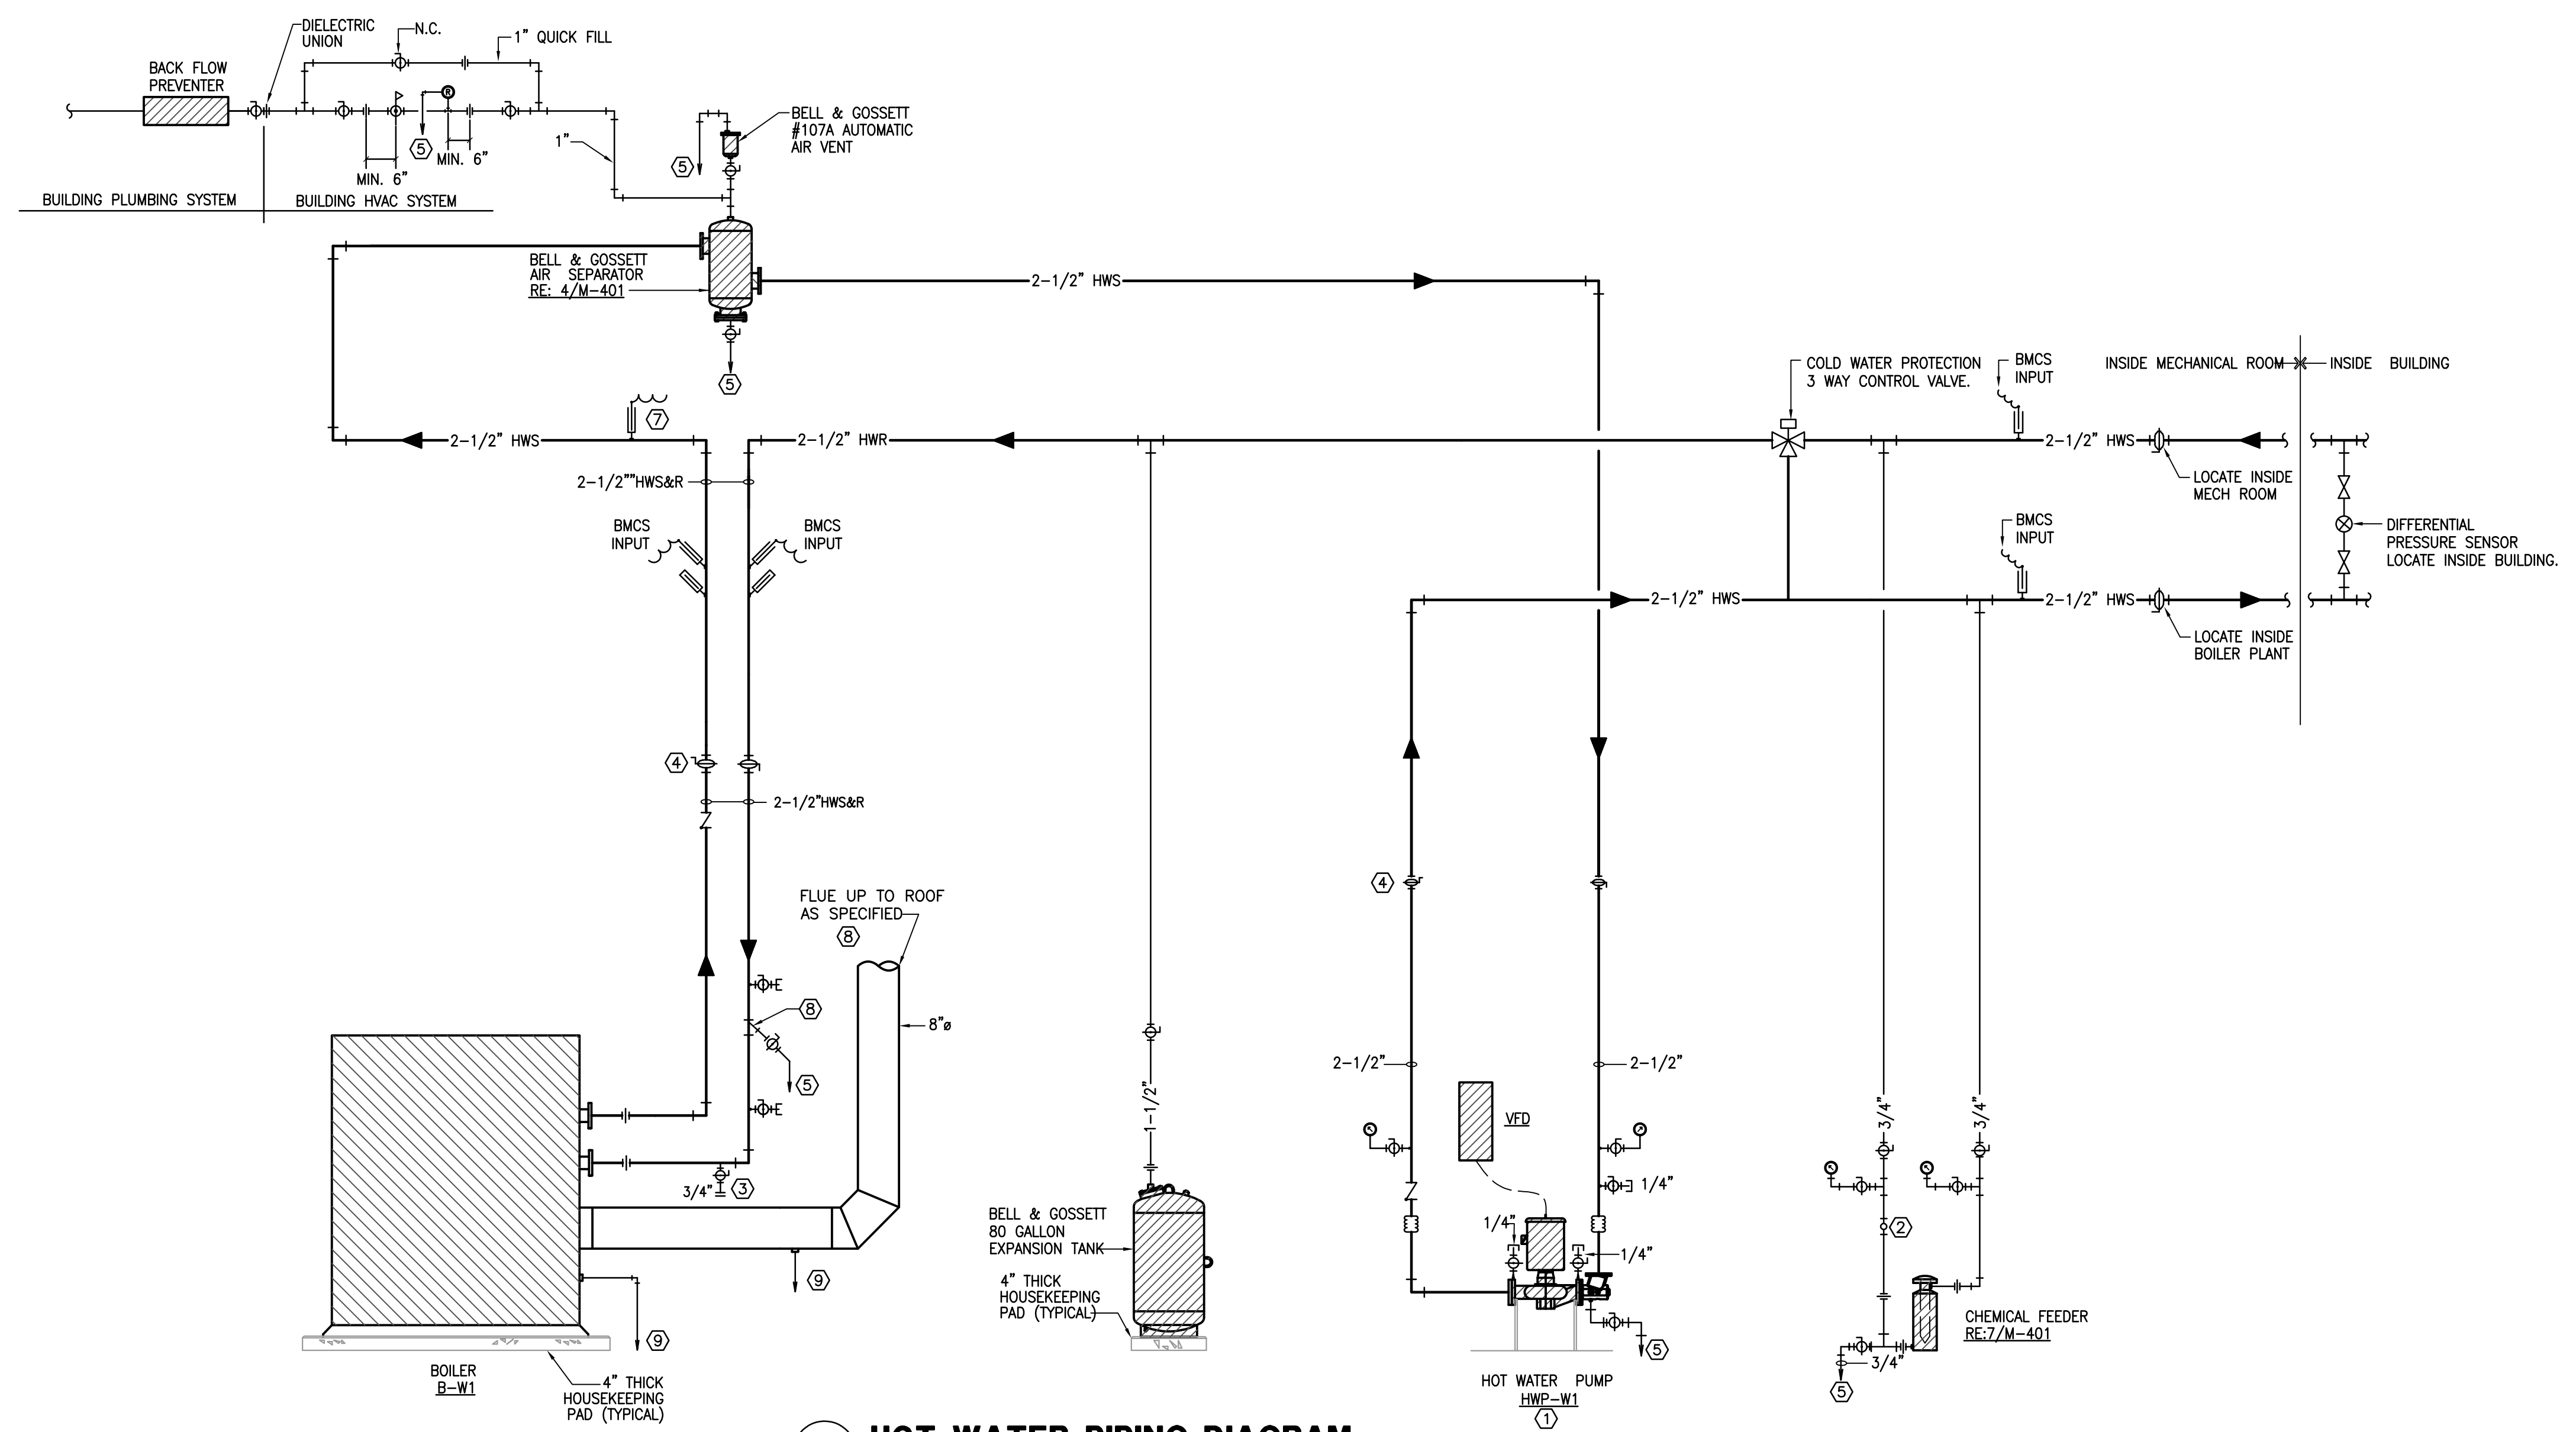 DIELECTRIC
UNION
N.C.
1" QUICK FILL
BACK FLOW
PREVENTER
R
5
MIN. 6"
MIN. 6"
1"
BUILDING PLUMBING SYSTEM
BUILDING HVAC SYSTEM
BELL & GOSSETT
#107A AUTOMATIC
AIR VENT
5
BELL & GOSSETT
AIR SEPARATOR
RE: 4/M-401
2-1/2" HWS
5
COLD WATER PROTECTION
3 WAY CONTROL VALVE.
BMCS
INPUT
INSIDE MECHANICAL ROOM
INSIDE BUILDING
7
2-1/2" HWS
2-1/2" HWR
2-1/2" HWS
2-1/2""HWS&R
LOCATE INSIDE
MECH ROOM
BMCS
INPUT
BMCS
INPUT
BMCS
INPUT
DIFFERENTIAL
PRESSURE SENSOR
LOCATE INSIDE BUILDING.
2-1/2" HWS
2-1/2" HWS
LOCATE INSIDE
BOILER PLANT
4
2-1/2"HWS&R
FLUE UP TO ROOF
AS SPECIFIED
8
4
8
8"ø
5
2-1/2"
2-1/2"
1-1/2"
VFD
3/4"
3/4"
3/4"
3
1/4"
1/4"
1/4"
2
BELL & GOSSETT
80 GALLON
EXPANSION TANK
4" THICK
HOUSEKEEPING
PAD (TYPICAL)
9
9
5
CHEMICAL FEEDER
RE:7/M-401
3/4"
5
BOILER
B-W1
4" THICK
HOUSEKEEPING
PAD (TYPICAL)
HOT WATER PUMP
HWP-W1
1
HOT WATER PIPING DIAGRAM